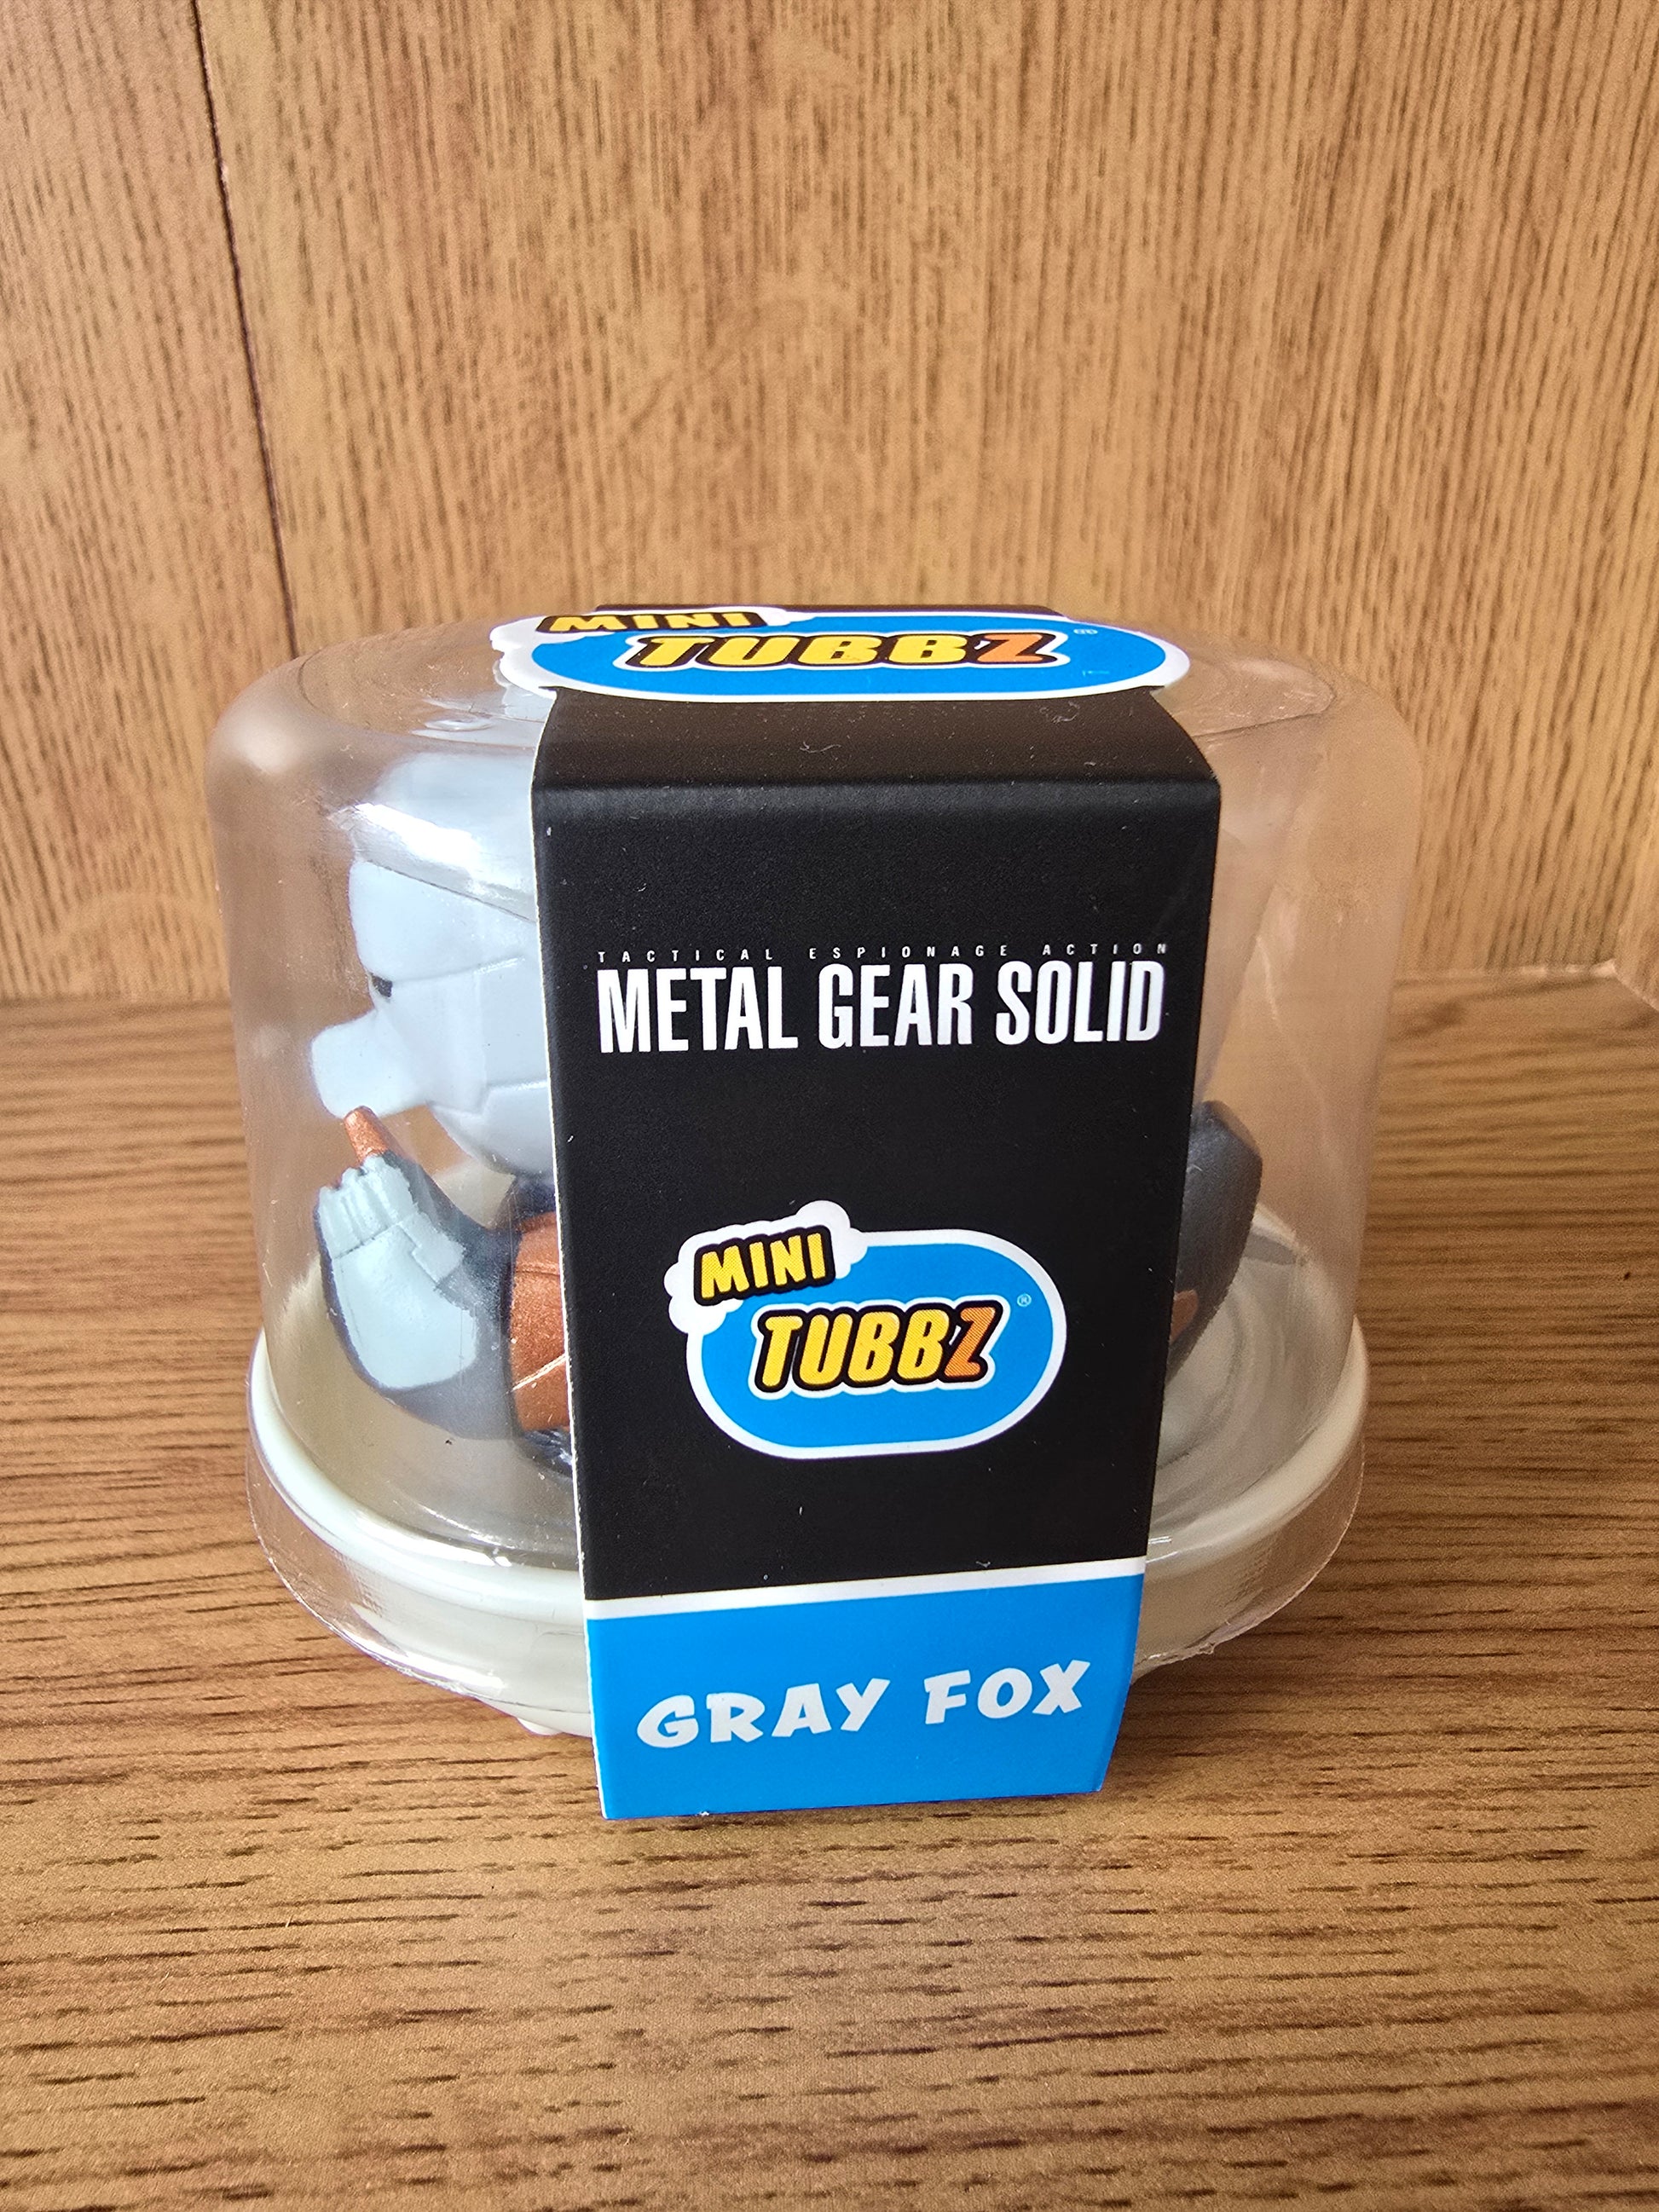 MINI
TUBBZ®
TACTICAL ESPIONAGE ACTION
METAL GEAR SOLID
MINI
TUBBZ®
GRAY FOX